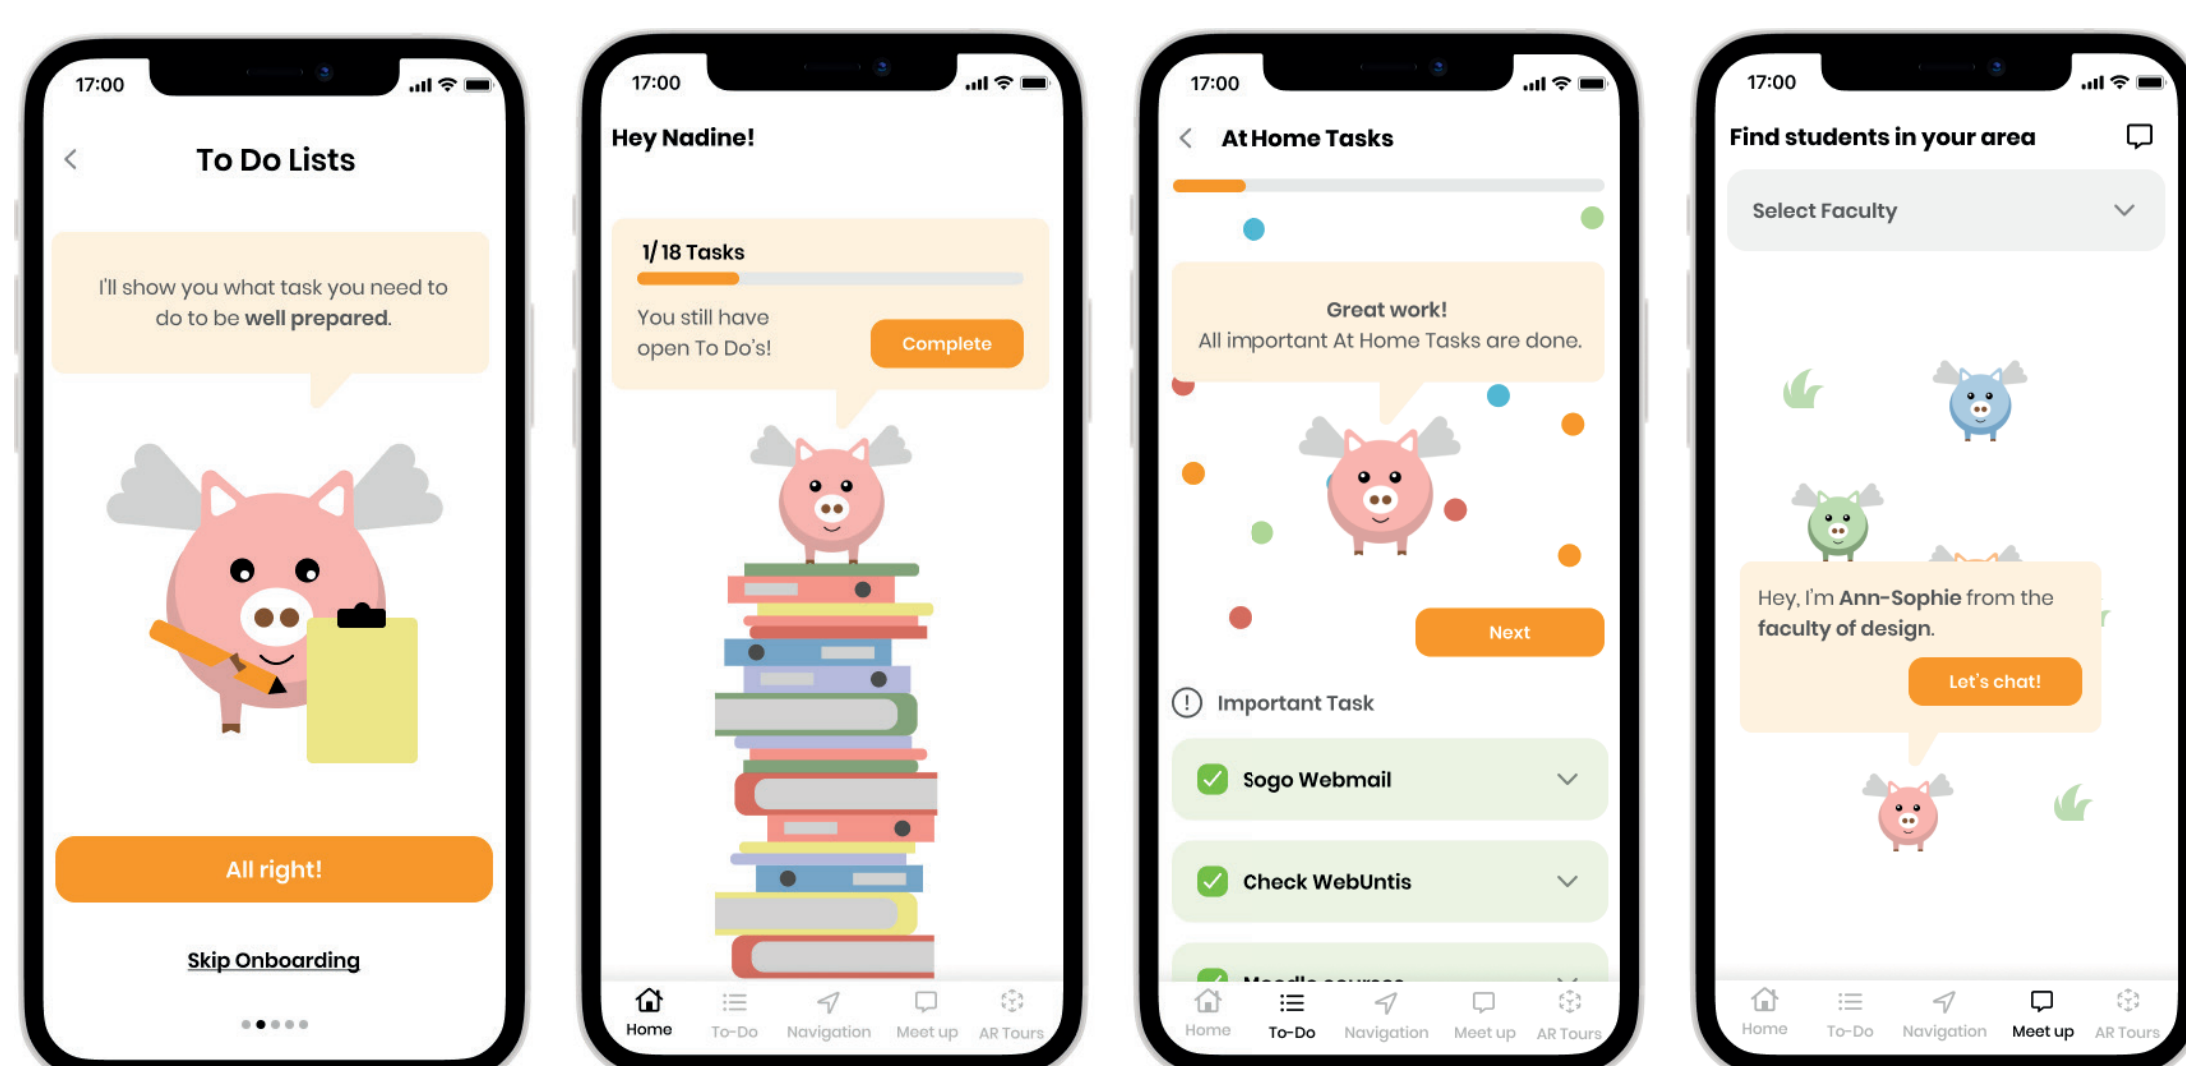 17:00
To Do Lists
I'll show you what task you need to
do to be well prepared.
All right!
Skip Onboarding
17:00
Hey Nadine!
1/18 Tasks
You still have
open To Do's!
Complete
Home
To-Do
Navigation
Meet up
AR Tours
17:00
At Home Tasks
Great work!
All important At Home Tasks are done.
Next
Important Task
Sogo Webmail
Check WebUntis
Moodle courses
Home
To-Do
Navigation
Meet up
AR Tours
17:00
Find students in your area
Select Faculty
Hey, I'm Ann-Sophie from the
faculty of design.
Let's chat!
Home
To-Do
Navigation
Meet up
AR Tours